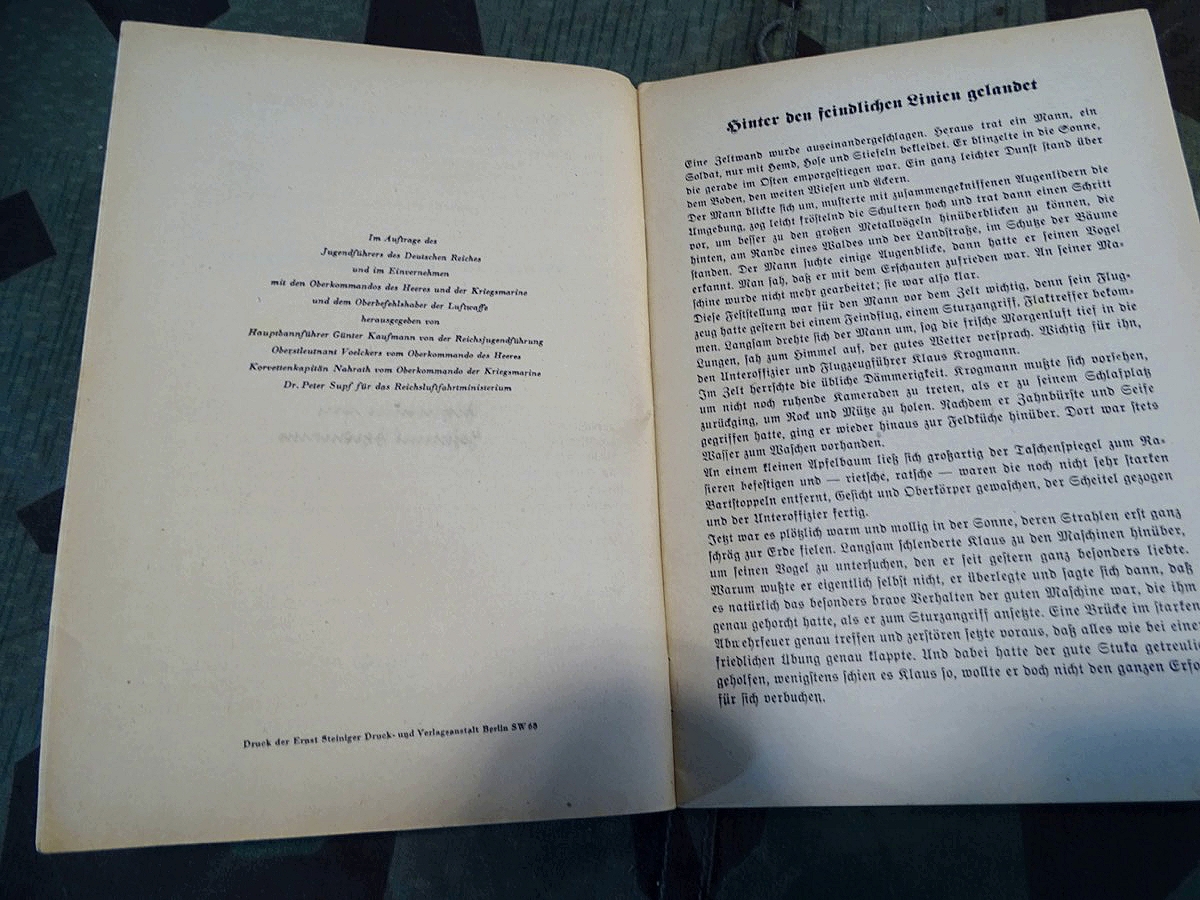 Im Auftrage des
Jugendführers des Deutschen Reiches
und im Einvernehmen
mit den Oberkommandos des Heeres und der Kriegsmarine
und dem Oberbefehlshaber der Luftwaffe
herausgegeben von
Hauptbannführer Günter Kaufmann von der Reichsjugendführung
Oberstleutnant Voelckers vom Oberkommando des Heeres
Korvettenkapitän Nahrath vom Oberkommando der Kriegsmarine
Dr. Peter Supf für das Reichsluftfahrtministerium
Druck der Ernst Steiniger Druck- und Verlagsanstalt Berlin SW 68
Hinter den feindlichen Linien gelandet
Eine Zeltwand wurde auseinandergeschlagen. Heraus trat ein Mann, ein
Soldat, nur mit Hemd, Hose und Stiefeln bekleidet. Er blinzelte in die Sonne,
die gerade im Osten emporgestiegen war. Ein ganz leichter Dunst stand über
dem Boden, den weiten Wiesen und Äckern.
Der Mann blickte sich um, musterte mit zusammengekniffenen Augenlidern die
Umgebung, zog leicht fröstelnd die Schultern hoch und trat dann einen Schritt
vor, um besser zu den großen Metallvögeln hinüberblicken zu können, die
hinten, am Rande eines Waldes und der Landstraße, im Schutze der Bäume
standen. Der Mann suchte einige Augenblicke, dann hatte er seinen Vogel
erkannt. Man sah, daß er mit dem Erschauten zufrieden war. An seiner Ma-
schine wurde nicht mehr gearbeitet; sie war also klar.
Diese Feststellung war für den Mann vor dem Zelt wichtig, denn sein Flug-
zeug hatte gestern bei einem Feindflug, einem Sturzangriff, Flaktreffer bekom-
men. Langsam drehte sich der Mann um, sog die frische Morgenluft tief in die
Lungen, sah zum Himmel auf, der gutes Wetter versprach. Wichtig für ihn,
den Unteroffizier und Flugzeugführer Klaus Krogmann.
Im Zelt herrschte die übliche Dämmerigkeit. Krogmann mußte sich vorsehen,
um nicht noch ruhende Kameraden zu treten, als er zu seinem Schlafplatz
zurückging, um Rock und Mütze zu holen. Nachdem er Zahnbürste und Seife
gegriffen hatte, ging er wieder hinaus zur Feldküche hinüber. Dort war stets
Wasser zum Waschen vorhanden.
An einem kleinen Apfelbaum ließ sich großartig der Taschenspiegel zum Ra-
sieren befestigen und — rietsche, ratsche — waren die noch nicht sehr starken
Bartstoppeln entfernt, Gesicht und Oberkörper gewaschen, der Scheitel gezogen
und der Unteroffizier fertig.
Jetzt war es plötzlich warm und mollig in der Sonne, deren Strahlen erst ganz
schräg zur Erde fielen. Langsam schlenderte Klaus zu den Maschinen hinüber,
um seinen Vogel zu untersuchen, den er seit gestern ganz besonders liebte.
Warum wußte er eigentlich selbst nicht, er überlegte und sagte sich dann, daß
es natürlich das besonders brave Verhalten der guten Maschine war, die ihm
genau gehorcht hatte, als er zum Sturzangriff ansetzte. Eine Brücke im starken
Abwehrfeuer genau treffen und zerstören setzte voraus, daß alles wie bei einer
friedlichen Übung genau klappte. Und dabei hatte der gute Stuka getreulich
geholfen, wenigstens schien es Klaus so, wollte er doch nicht den ganzen Erfo
für sich verbuchen.